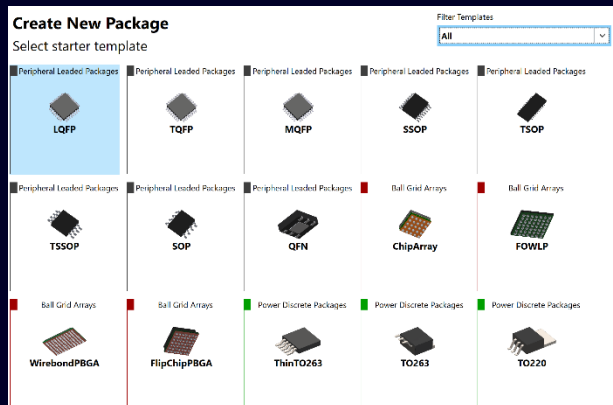 Create New Package
Filter Templates
Select starter template
All
Peripheral Leaded Packages
Peripheral Leaded Packages
Peripheral Leaded Packages
Peripheral Leaded Packages
Peripheral Leaded Packages
LQFP
TQFP
MQFP
SSOP
TSOP
Peripheral Leaded Packages
Peripheral Leaded Packages
Peripheral Leaded Packages
Ball Grid Arrays
Ball Grid Arrays
TSSOP
SOP
QFN
ChipArray
FOWLP
Ball Grid Arrays
Ball Grid Arrays
Power Discrete Packages
Power Discrete Packages
Power Discrete Packages
WirebondPBGA
FlipChipPBGA
ThinTO263
TO263
TO220